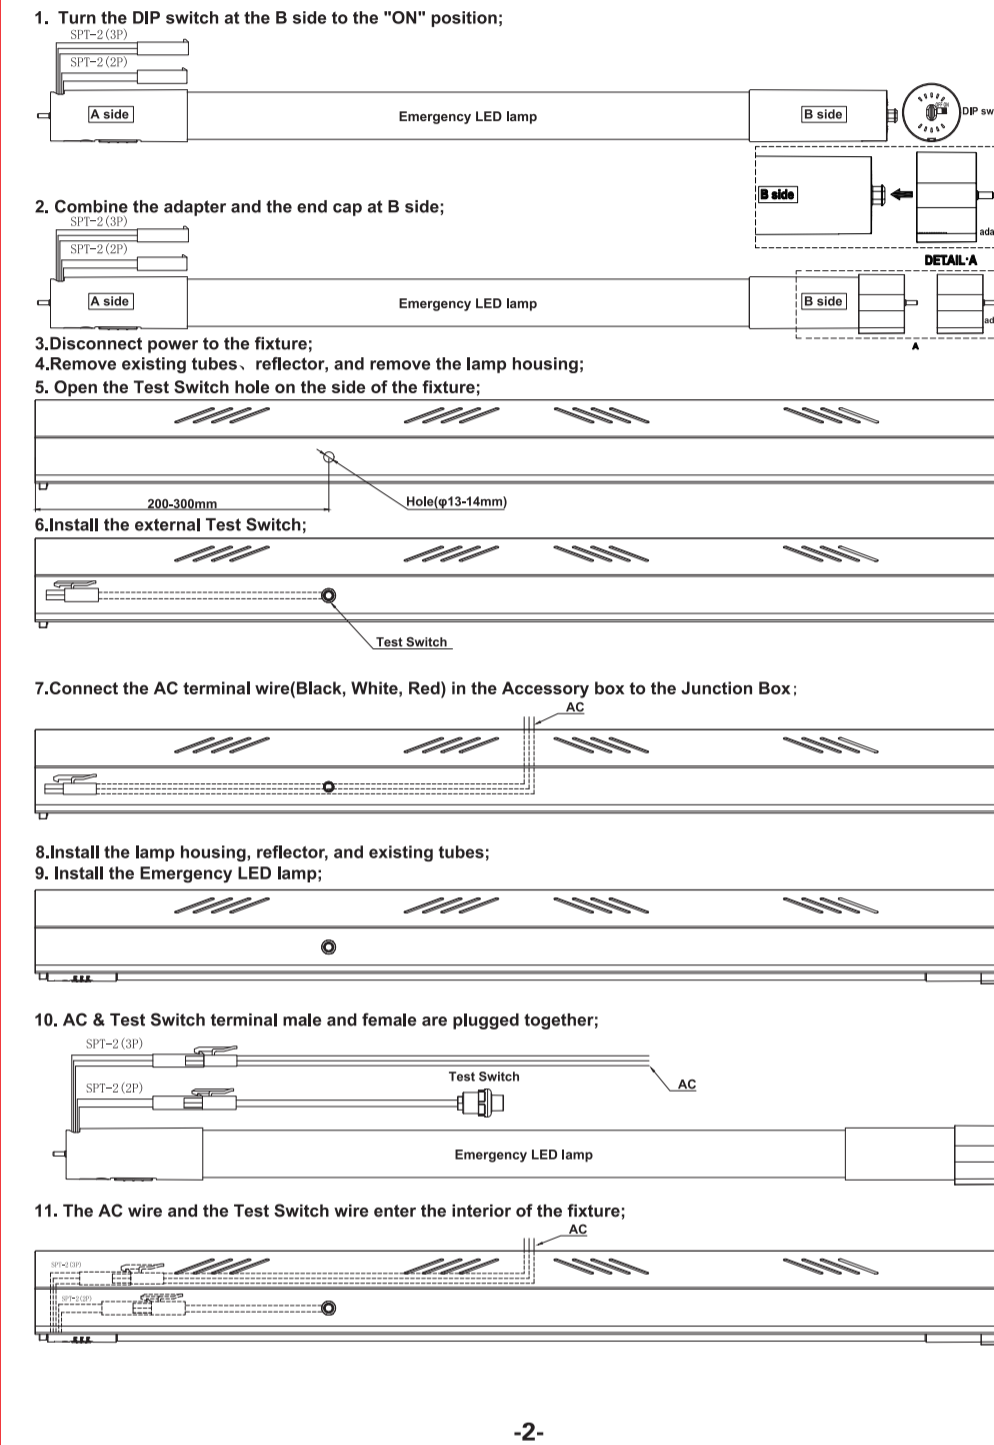 1. Turn the DIP switch at the B side to the "ON" position;
SPT-2(3P)
SPT-2(2P)
A side
Emergency LED lamp
B side
OFF ON
DIP sw
B side
ada
DETAIL·A
2. Combine the adapter and the end cap at B side;
SPT-2(3P)
SPT-2(2P)
A side
Emergency LED lamp
B side
ad
A
3.Disconnect power to the fixture;
4.Remove existing tubes、reflector, and remove the lamp housing;
5. Open the Test Switch hole on the side of the fixture;
200-300mm
Hole(φ13-14mm)
6.Install the external Test Switch;
Test Switch
7.Connect the AC terminal wire(Black, White, Red) in the Accessory box to the Junction Box;
AC
8.Install the lamp housing, reflector, and existing tubes;
9. Install the Emergency LED lamp;
10. AC & Test Switch terminal male and female are plugged together;
SPT-2(3P)
AC
SPT-2(2P)
Test Switch
Emergency LED lamp
11. The AC wire and the Test Switch wire enter the interior of the fixture;
AC
SPT-2(3P)
SPT-2(2P)
-2-